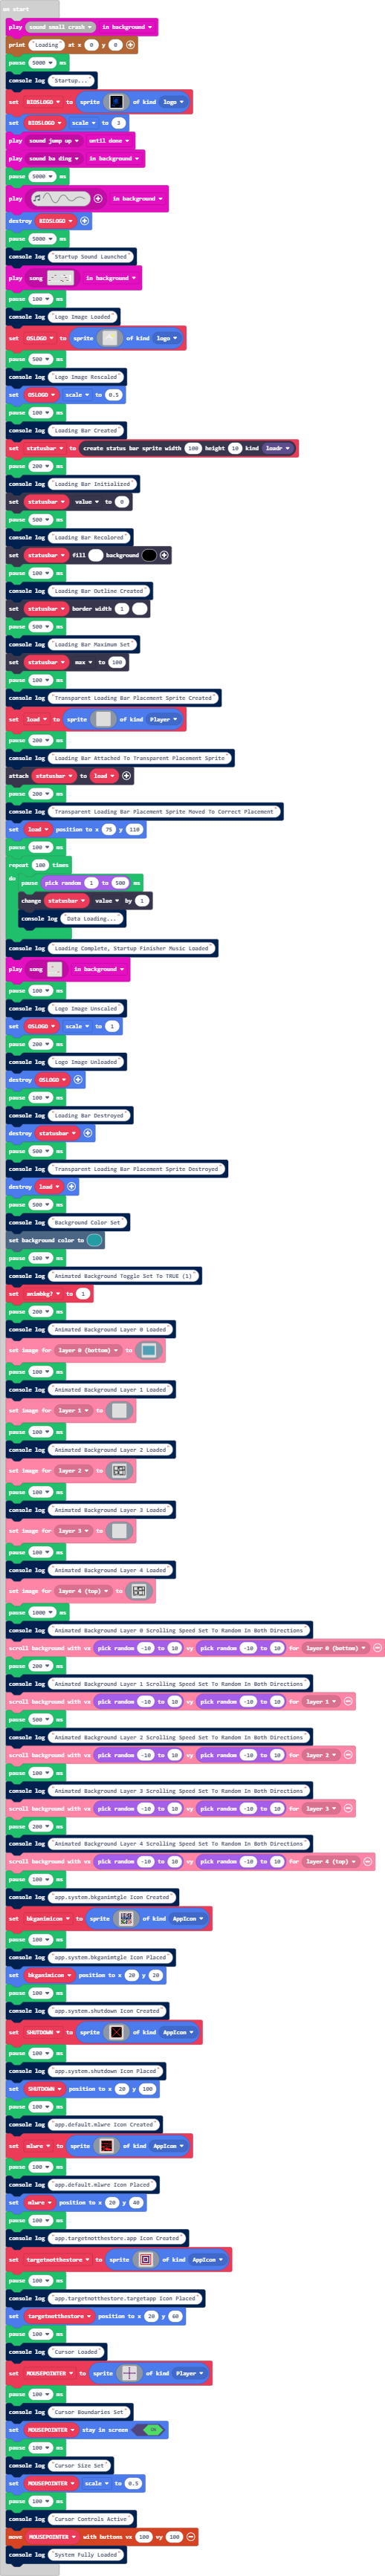 on start
play sound small crash in background
print "Loading" at x 0 y 0
pause 5000 ms
console log "Startup..."
set BIOSLOGO to sprite of kind logo
set BIOSLOGO scale to 3
play sound jump up until done
play sound ba ding in background
pause 5000 ms
play in background
destroy BIOSLOGO
pause 5000 ms
console log "Startup Sound Launched"
play song in background
pause 100 ms
console log "Logo Image Loaded"
set OSLOGO to sprite of kind logo
pause 500 ms
console log "Logo Image Rescaled"
set OSLOGO scale to 0.5
pause 100 ms
console log "Loading Bar Created"
set statusbar to create status bar sprite width 100 height 10 kind loadr
pause 200 ms
console log "Loading Bar Initialized"
set statusbar value to 0
pause 500 ms
console log "Loading Bar Recolored"
set statusbar fill background
pause 100 ms
console log "Loading Bar Outline Created"
set statusbar border width 1
pause 500 ms
console log "Loading Bar Maximum Set"
set statusbar max to 100
pause 100 ms
console log "Transparent Loading Bar Placement Sprite Created"
set load to sprite of kind Player
pause 200 ms
console log "Loading Bar Attached To Transparent Placement Sprite"
attach statusbar to load
pause 200 ms
console log "Transparent Loading Bar Placement Sprite Moved To Correct Placement"
set load position to x 75 y 110
pause 100 ms
repeat 100 times
do pause pick random 1 to 500 ms
change statusbar value by 1
console log "Data Loading..."
console log "Loading Complete, Startup Finisher Music Loaded"
play song in background
pause 100 ms
console log "Logo Image Unscaled"
set OSLOGO scale to 1
pause 200 ms
console log "Logo Image Unloaded"
destroy OSLOGO
pause 100 ms
console log "Loading Bar Destroyed"
destroy statusbar
pause 500 ms
console log "Transparent Loading Bar Placement Sprite Destroyed"
destroy load
pause 500 ms
console log "Background Color Set"
set background color to
pause 100 ms
console log "Animated Background Toggle Set To TRUE (1)"
set animbkg? to 1
pause 200 ms
console log "Animated Background Layer 0 Loaded"
set image for layer 0 (bottom) to
pause 100 ms
console log "Animated Background Layer 1 Loaded"
set image for layer 1 to
pause 100 ms
console log "Animated Background Layer 2 Loaded"
set image for layer 2 to
pause 100 ms
console log "Animated Background Layer 3 Loaded"
set image for layer 3 to
pause 100 ms
console log "Animated Background Layer 4 Loaded"
set image for layer 4 (top) to
pause 1000 ms
console log "Animated Background Layer 0 Scrolling Speed Set To Random In Both Directions"
scroll background with vx pick random -10 to 10 vy pick random -10 to 10 for layer 0 (bottom)
pause 200 ms
console log "Animated Background Layer 1 Scrolling Speed Set To Random In Both Directions"
scroll background with vx pick random -10 to 10 vy pick random -10 to 10 for layer 1
pause 500 ms
console log "Animated Background Layer 2 Scrolling Speed Set To Random In Both Directions"
scroll background with vx pick random -10 to 10 vy pick random -10 to 10 for layer 2
pause 100 ms
console log "Animated Background Layer 3 Scrolling Speed Set To Random In Both Directions"
scroll background with vx pick random -10 to 10 vy pick random -10 to 10 for layer 3
pause 200 ms
console log "Animated Background Layer 4 Scrolling Speed Set To Random In Both Directions"
scroll background with vx pick random -10 to 10 vy pick random -10 to 10 for layer 4 (top)
pause 100 ms
console log "app.system.bkganimtgle Icon Created"
set bkganimicon to sprite of kind AppIcon
pause 100 ms
console log "app.system.bkganimtgle Icon Placed"
set bkganimicon position to x 20 y 20
pause 100 ms
console log "app.system.shutdown Icon Created"
set SHUTDOWN to sprite of kind AppIcon
pause 100 ms
console log "app.system.shutdown Icon Placed"
set SHUTDOWN position to x 20 y 100
pause 100 ms
console log "app.default.mlwre Icon Created"
set mlwre to sprite of kind AppIcon
pause 100 ms
console log "app.default.mlwre Icon Placed"
set mlwre position to x 20 y 40
pause 100 ms
console log "app.targetnotthestore.app Icon Created"
set targetnotthestore to sprite of kind AppIcon
pause 100 ms
console log "app.targetnotthestore.targetapp Icon Placed"
set targetnotthestore position to x 20 y 60
pause 100 ms
console log "Cursor Loaded"
set MOUSEPOINTER to sprite of kind Player
pause 100 ms
console log "Cursor Boundaries Set"
set MOUSEPOINTER stay in screen ON
pause 100 ms
console log "Cursor Size Set"
set MOUSEPOINTER scale to 0.5
pause 100 ms
console log "Cursor Controls Active"
move MOUSEPOINTER with buttons vx 100 vy 100
console log "System Fully Loaded"